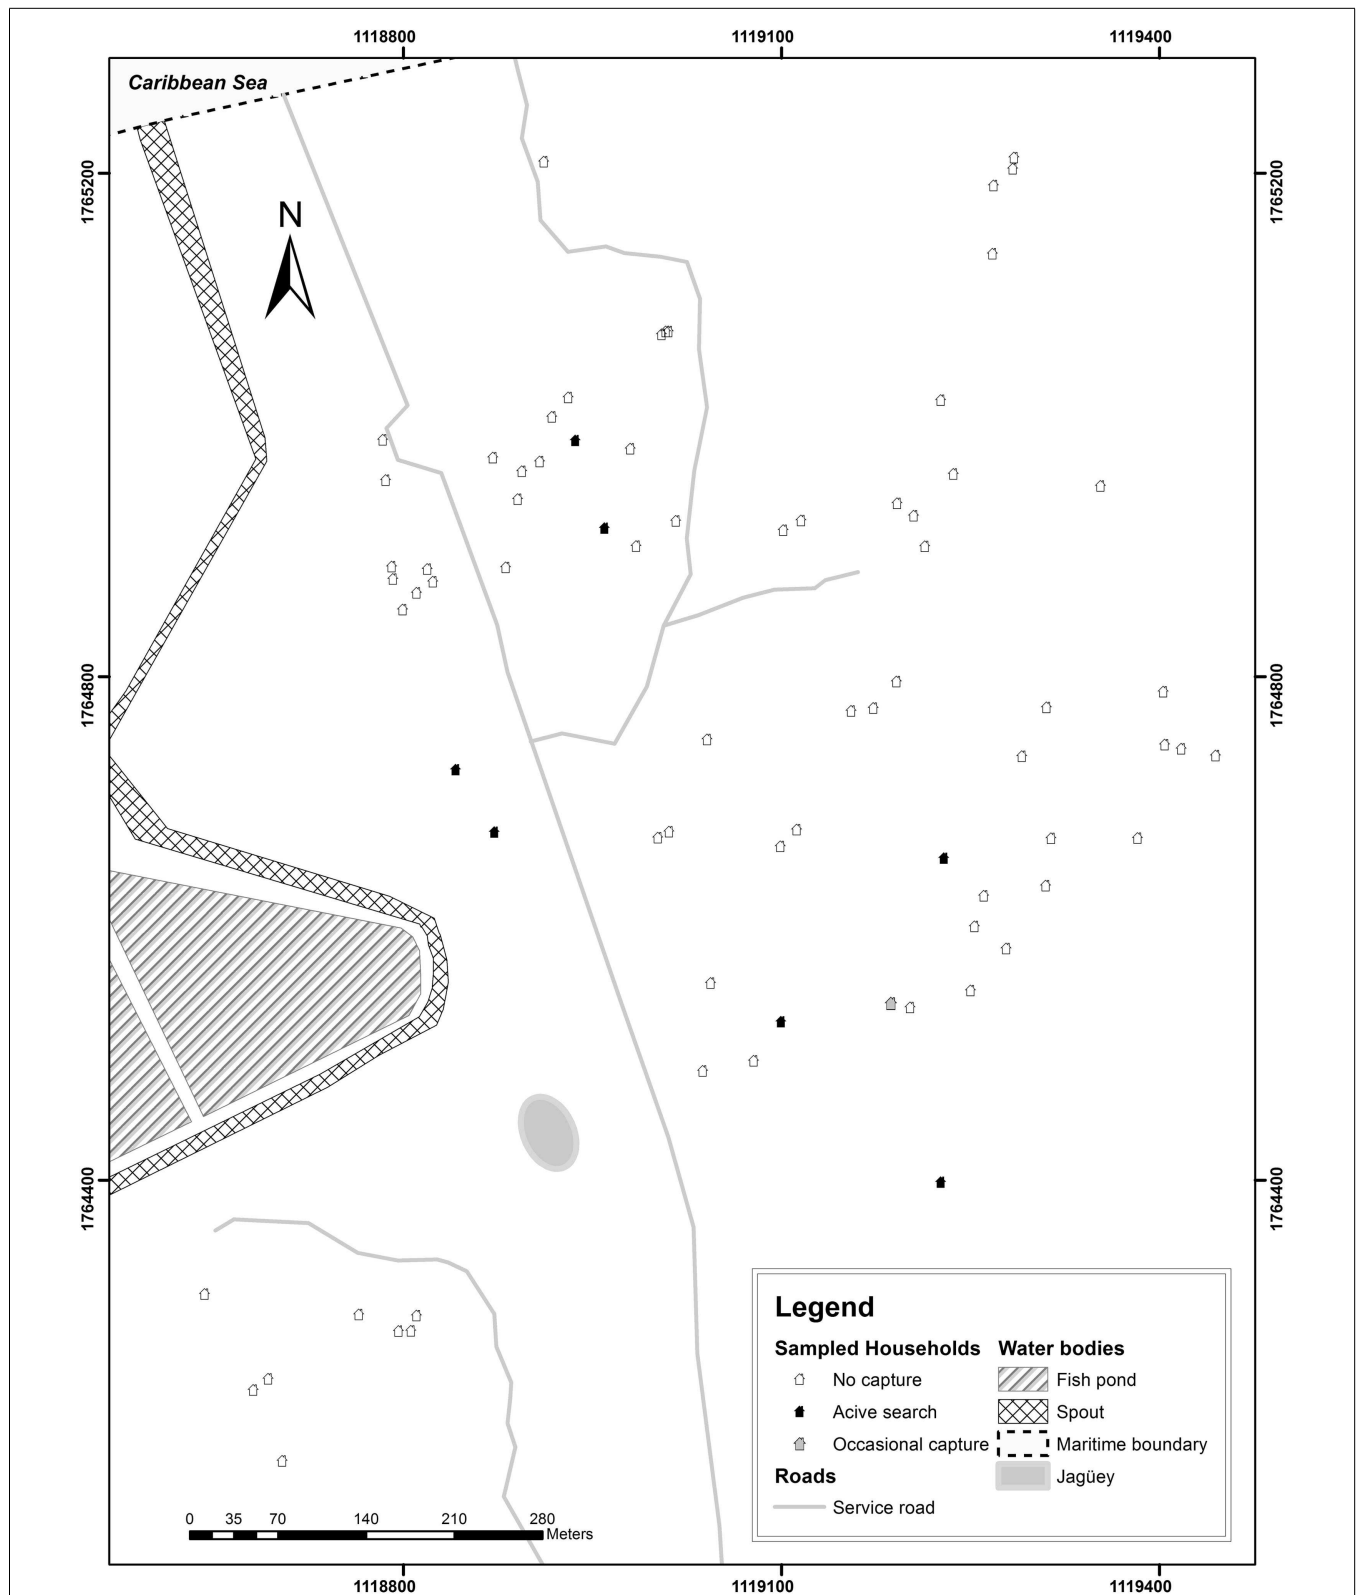 1118800 1119100 1119400
Caribbean Sea
1765200 1765200
N
1764800 1764800
1764400 1764400
Legend
Sampled Households
No capture
Acive search
Occasional capture
Roads
Service road
Water bodies
Fish pond
Spout
Maritime boundary
Jagüey
0 35 70 140 210 280
Meters
1118800 1119100 1119400